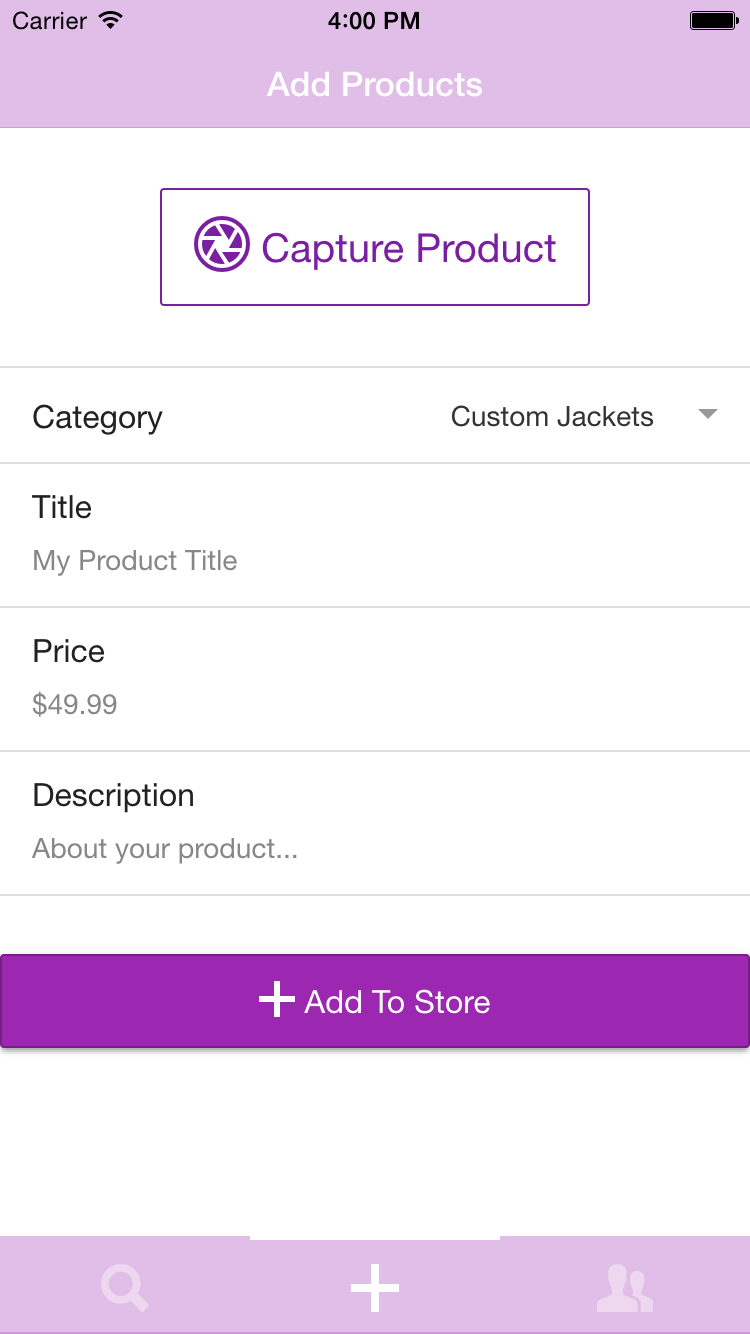 Carrier 4:00 PM
Add Products
Capture Product
Category Custom Jackets
Title
My Product Title
Price
$49.99
Description
About your product...
Add To Store